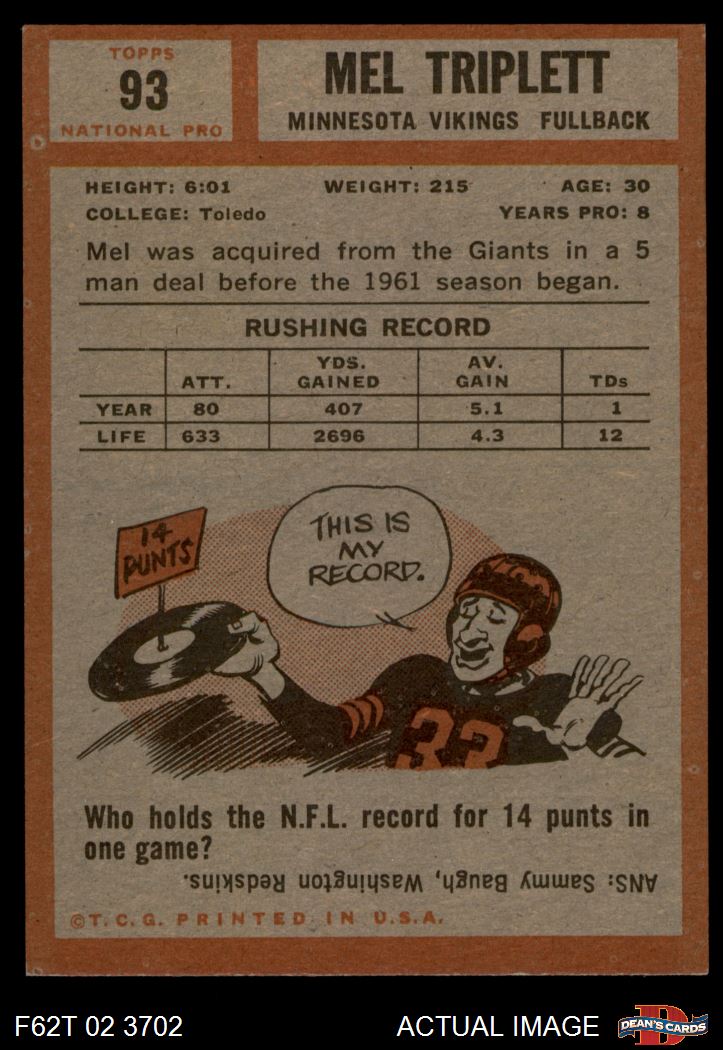 TOPPS
93
NATIONAL PRO
MEL TRIPLETT
MINNESOTA VIKINGS FULLBACK
HEIGHT: 6:01 WEIGHT: 215 AGE: 30
COLLEGE: Toledo YEARS PRO: 8
Mel was acquired from the Giants in a 5
man deal before the 1961 season began.
RUSHING RECORD
ATT. YDS. GAINED AV. GAIN TDs
YEAR 80 407 5.1 1
LIFE 633 2696 4.3 12
14
PUNTS
THIS IS
MY
RECORD.
33
Who holds the N.F.L. record for 14 punts in
one game?
ANS: Sammy Baugh, Washington Redskins.
©T.C.G. PRINTED IN U.S.A.
F62T 02 3702 ACTUAL IMAGE
D
DEAN'S CARDS